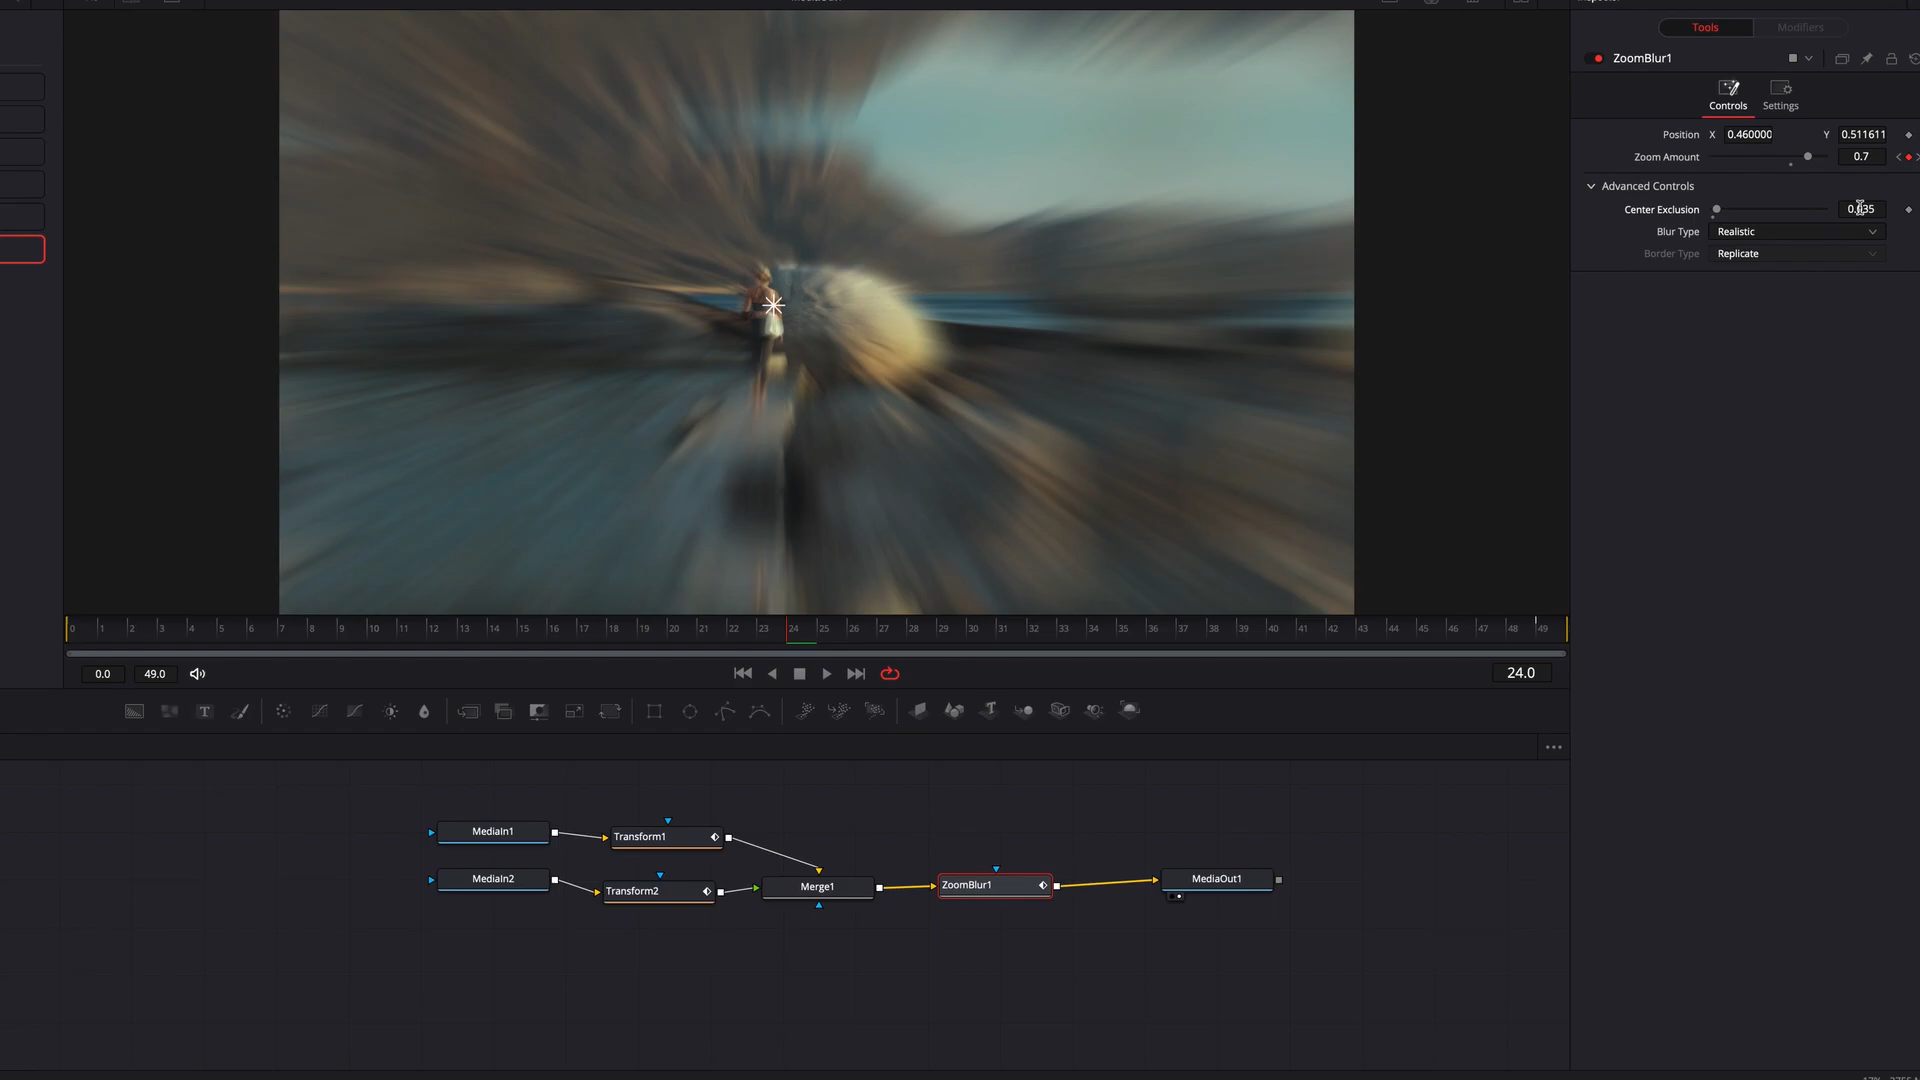 Tools Modifiers
ZoomBlur1
Controls Settings
Position X 0.460000 Y 0.511611
Zoom Amount 0.7
Advanced Controls
Center Exclusion 0.035
Blur Type Realistic
Border Type Replicate
0 1 2 3 4 5 6 7 8 9 10 11 12 13 14 15 16 17 18 19 20 21 22 23 24 25 26 27 28 29 30 31 32 33 34 35 36 37 38 39 40 41 42 43 44 45 46 47 48 49
0.0 49.0 24.0
MediaIn1 Transform1
MediaIn2 Transform2 Merge1 ZoomBlur1 MediaOut1